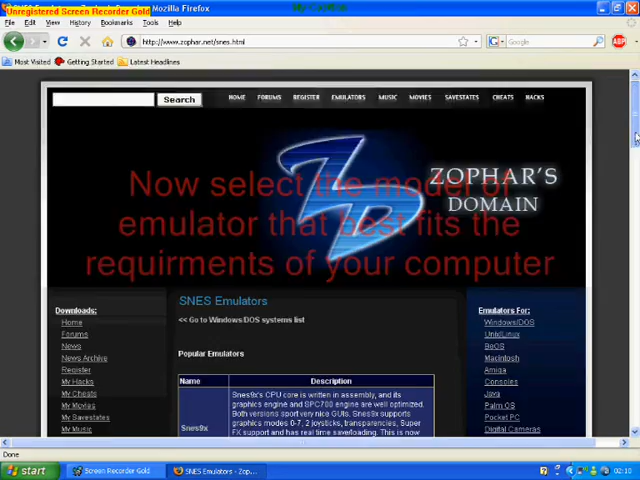 Unregistered Screen Recorder Gold
Mozilla Firefox
File Edit View History Bookmarks Tools Help
http://www.zophar.net/snes.html
Google
ABP
Most Visited Getting Started Latest Headlines
Search
HOME FORUMS REGISTER EMULATORS MUSIC MOVIES SAVESTATES CHEATS HACKS
ZOPHAR'S
DOMAIN
Now select the model of
emulator that best fits the
requirments of your computer
SNES Emulators
<< Go to Windows/DOS systems list
Popular Emulators
Name Description
Snes9x
Snes9x's CPU core is written in assembly, and its
graphics engine and SPC700 engine are well optimized.
Both versions sport very nice GUIs. Snes9x supports
graphics modes 0-7, 2 joysticks, transparencies, Super
FX support and has real time save/loading. This is now
Downloads:
Home
Forums
News
News Archive
Register
My Hacks
My Cheats
My Movies
My Savestates
My Music
Emulators For:
Windows/DOS
Unix/Linux
BeOS
Macintosh
Amiga
Consoles
Java
Palm OS
Pocket PC
Digital Cameras
Done
start
Screen Recorder Gold
SNES Emulators - Zop...
02:10